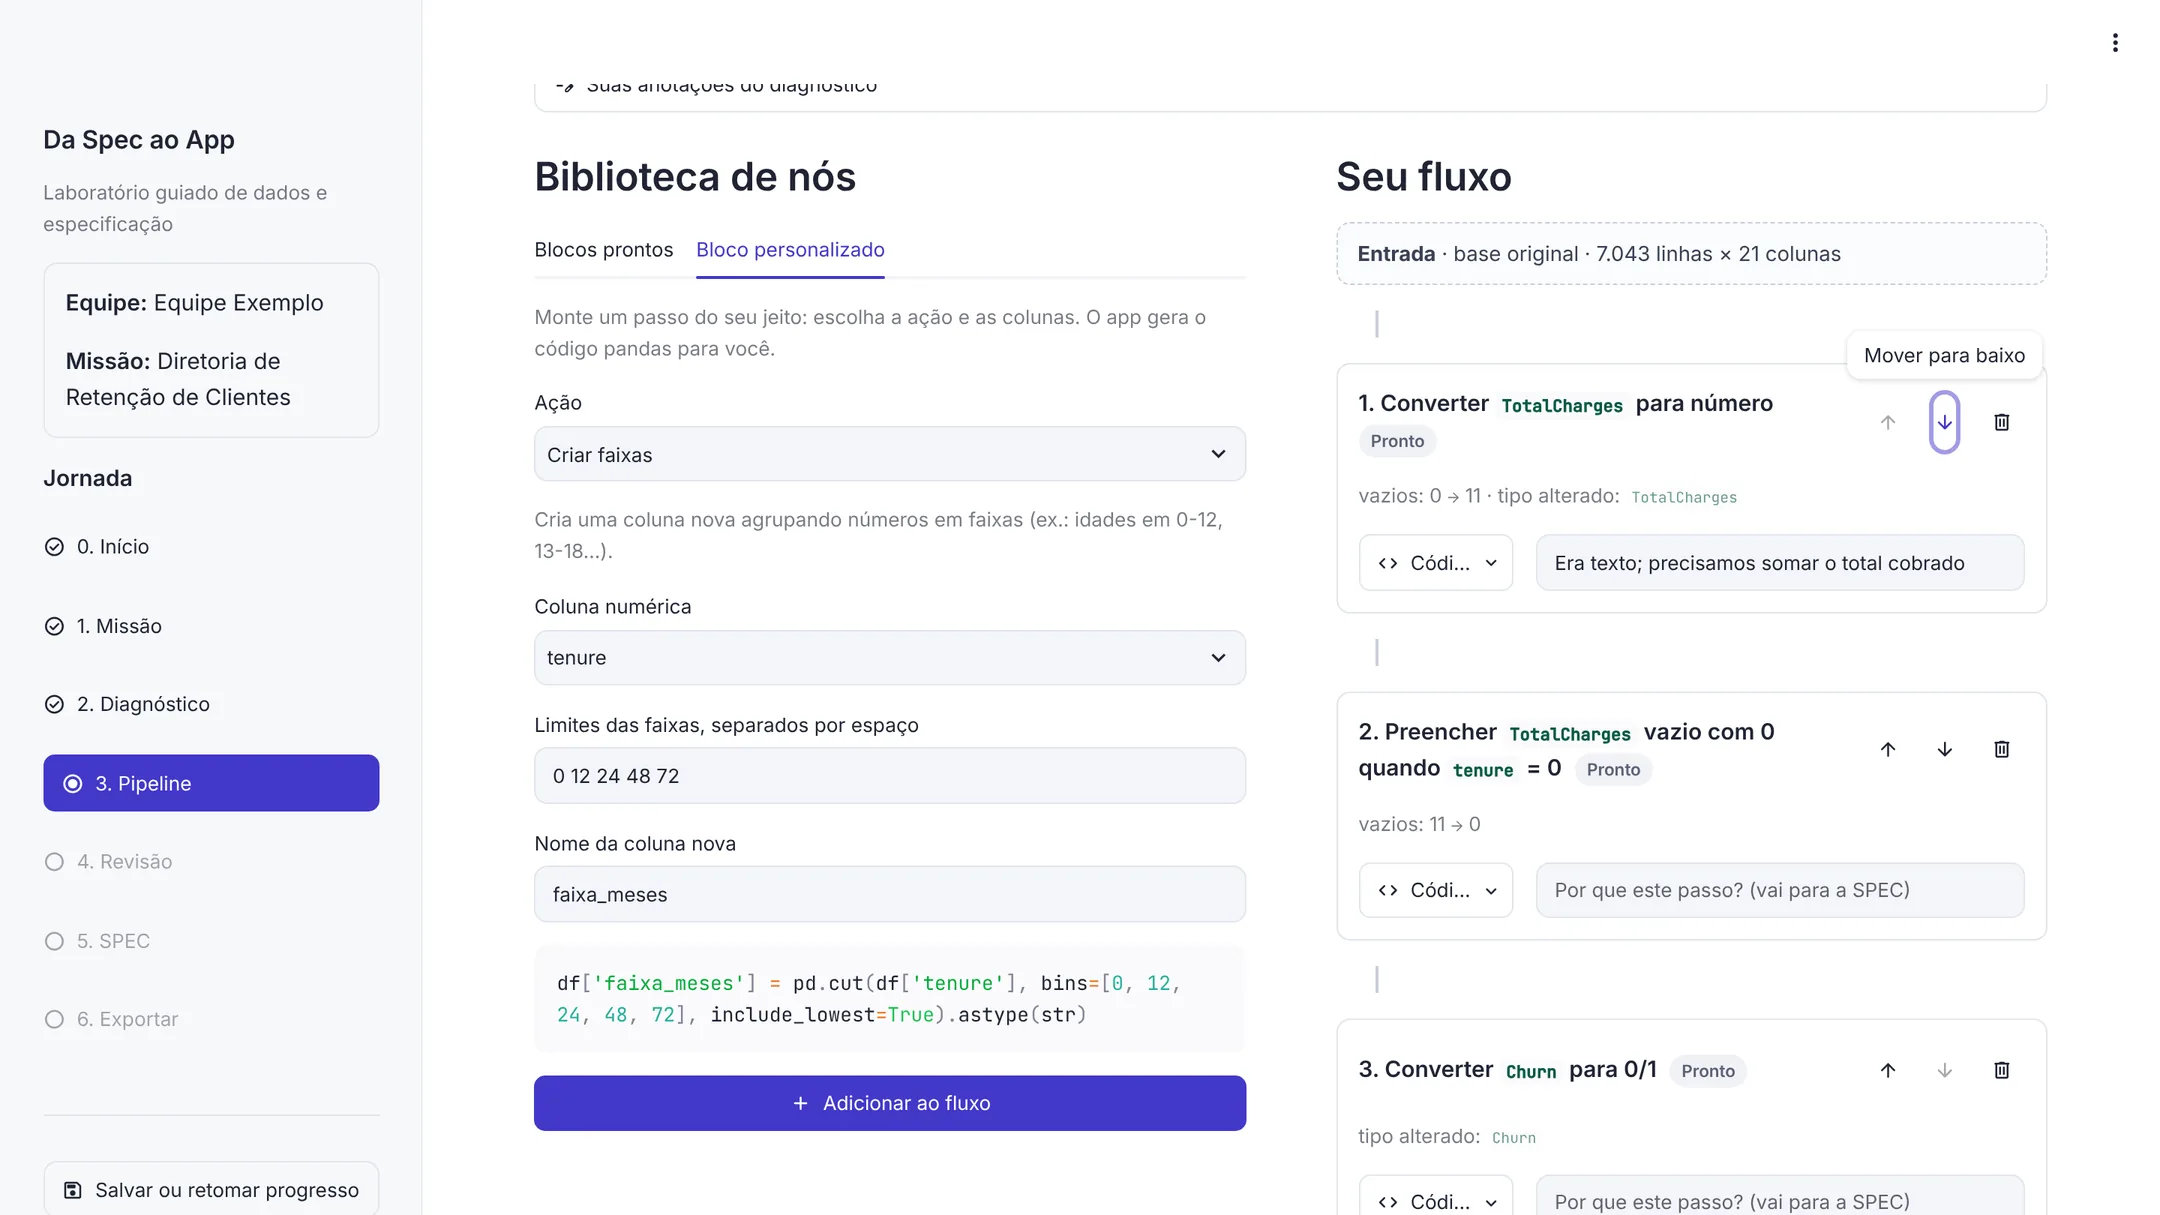 Da Spec ao App
Laboratório guiado de dados e
especificação
Equipe: Equipe Exemplo
Missão: Diretoria de
Retenção de Clientes
Jornada
0. Início
1. Missão
2. Diagnóstico
3. Pipeline
4. Revisão
5. SPEC
6. Exportar
Salvar ou retomar progresso
Suas anotações do diagnóstico
Biblioteca de nós
Blocos prontos
Bloco personalizado
Monte um passo do seu jeito: escolha a ação e as colunas. O app gera o
código pandas para você.
Ação
Criar faixas
Cria uma coluna nova agrupando números em faixas (ex.: idades em 0-12,
13-18...).
Coluna numérica
tenure
Limites das faixas, separados por espaço
0 12 24 48 72
Nome da coluna nova
faixa_meses
df['faixa_meses'] = pd.cut(df['tenure'], bins=[0, 12,
24, 48, 72], include_lowest=True).astype(str)
+ Adicionar ao fluxo
Seu fluxo
Entrada · base original · 7.043 linhas × 21 colunas
Mover para baixo
1. Converter TotalCharges para número
Pronto
vazios: 0 → 11 · tipo alterado: TotalCharges
<> Códi...
Era texto; precisamos somar o total cobrado
2. Preencher TotalCharges vazio com 0
quando tenure = 0 Pronto
vazios: 11 → 0
<> Códi...
Por que este passo? (vai para a SPEC)
3. Converter Churn para 0/1 Pronto
tipo alterado: Churn
<> Códi...
Por que este passo? (vai para a SPEC)